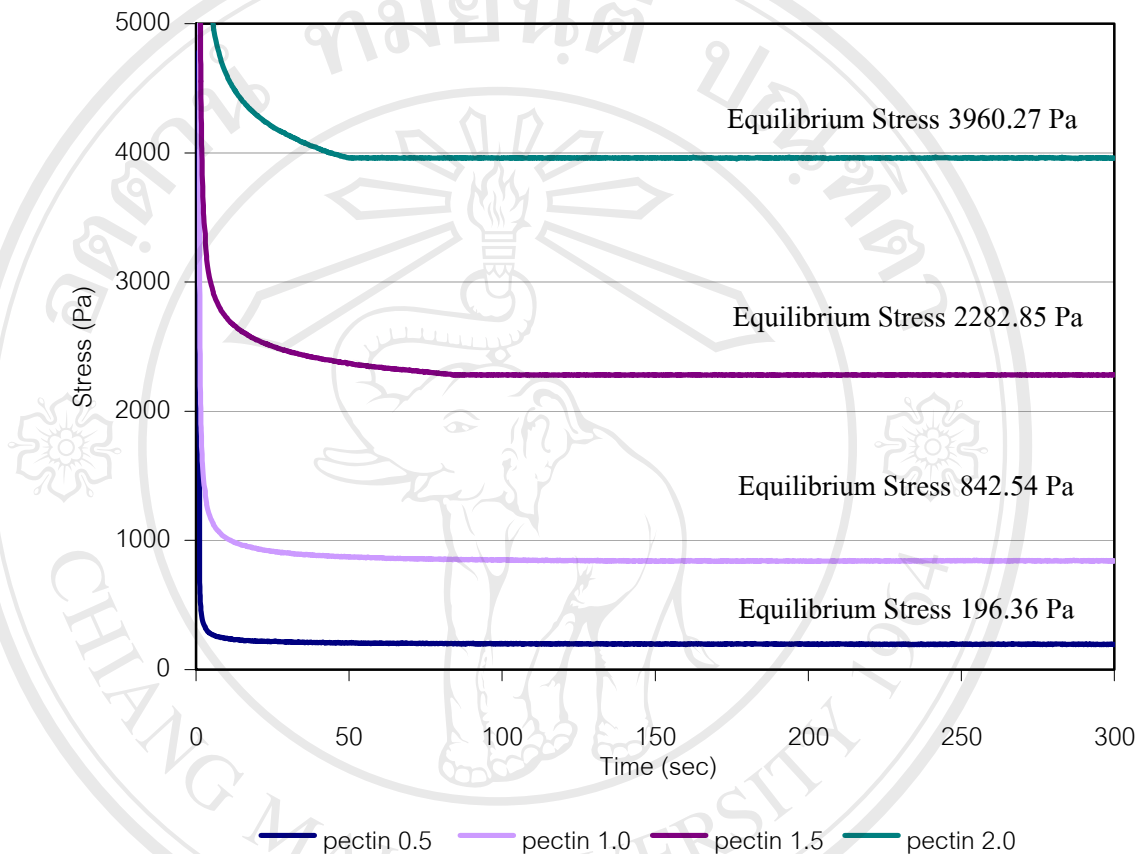 5000
4000
3000
2000
1000
0
Stress (Pa)
Equilibrium Stress 3960.27 Pa
Equilibrium Stress 2282.85 Pa
Equilibrium Stress 842.54 Pa
Equilibrium Stress 196.36 Pa
0 50 100 150 200 250 300
Time (sec)
pectin 0.5 pectin 1.0 pectin 1.5 pectin 2.0
CHIANG
1964